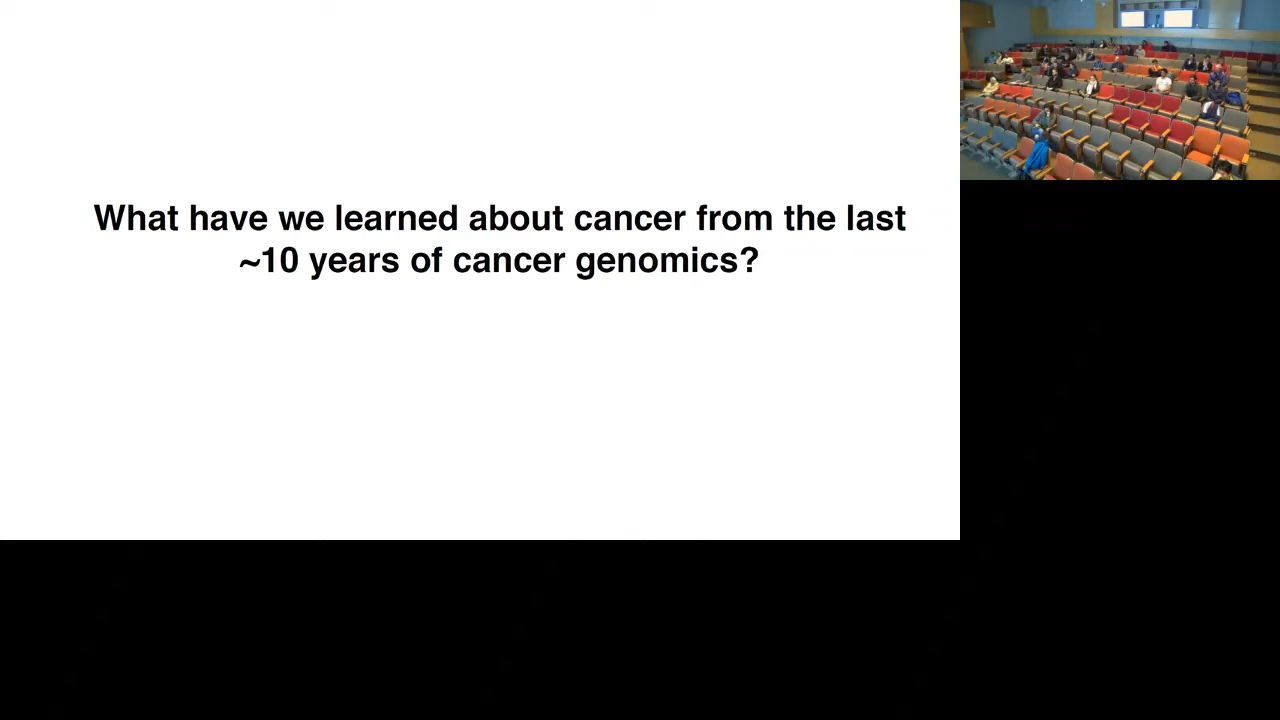 What have we learned about cancer from the last
~10 years of cancer genomics?